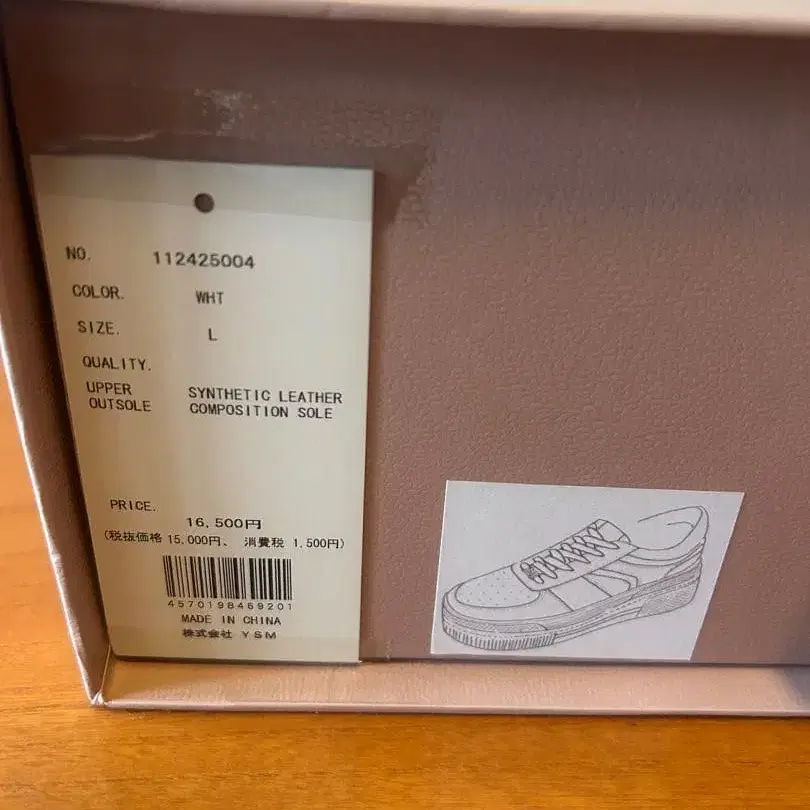 NO. 112425004
COLOR. WHT
SIZE. L
QUALITY.
UPPER SYNTHETIC LEATHER
OUTSOLE COMPOSITION SOLE
PRICE.
16,500円
(税抜価格 15,000円、 消費税 1,500円)
4570198469201
MADE IN CHINA
株式会社 YSM